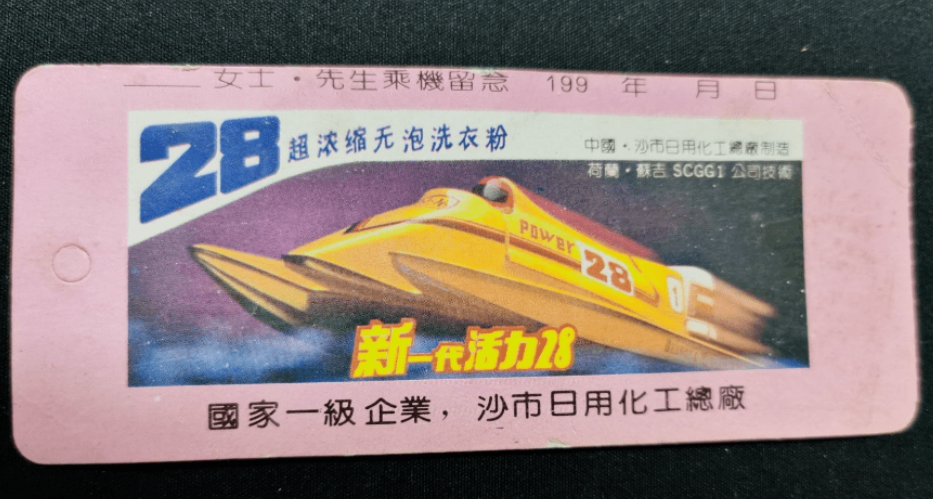 女士·先生乘機留念 199 年 月 日
28 超浓缩无泡洗衣粉
中國·沙市日用化工總廠制造
荷蘭·蘇吉 SCGG1 公司技術
POWER
28
1
新一代活力28
國家一級企業，沙市日用化工總廠